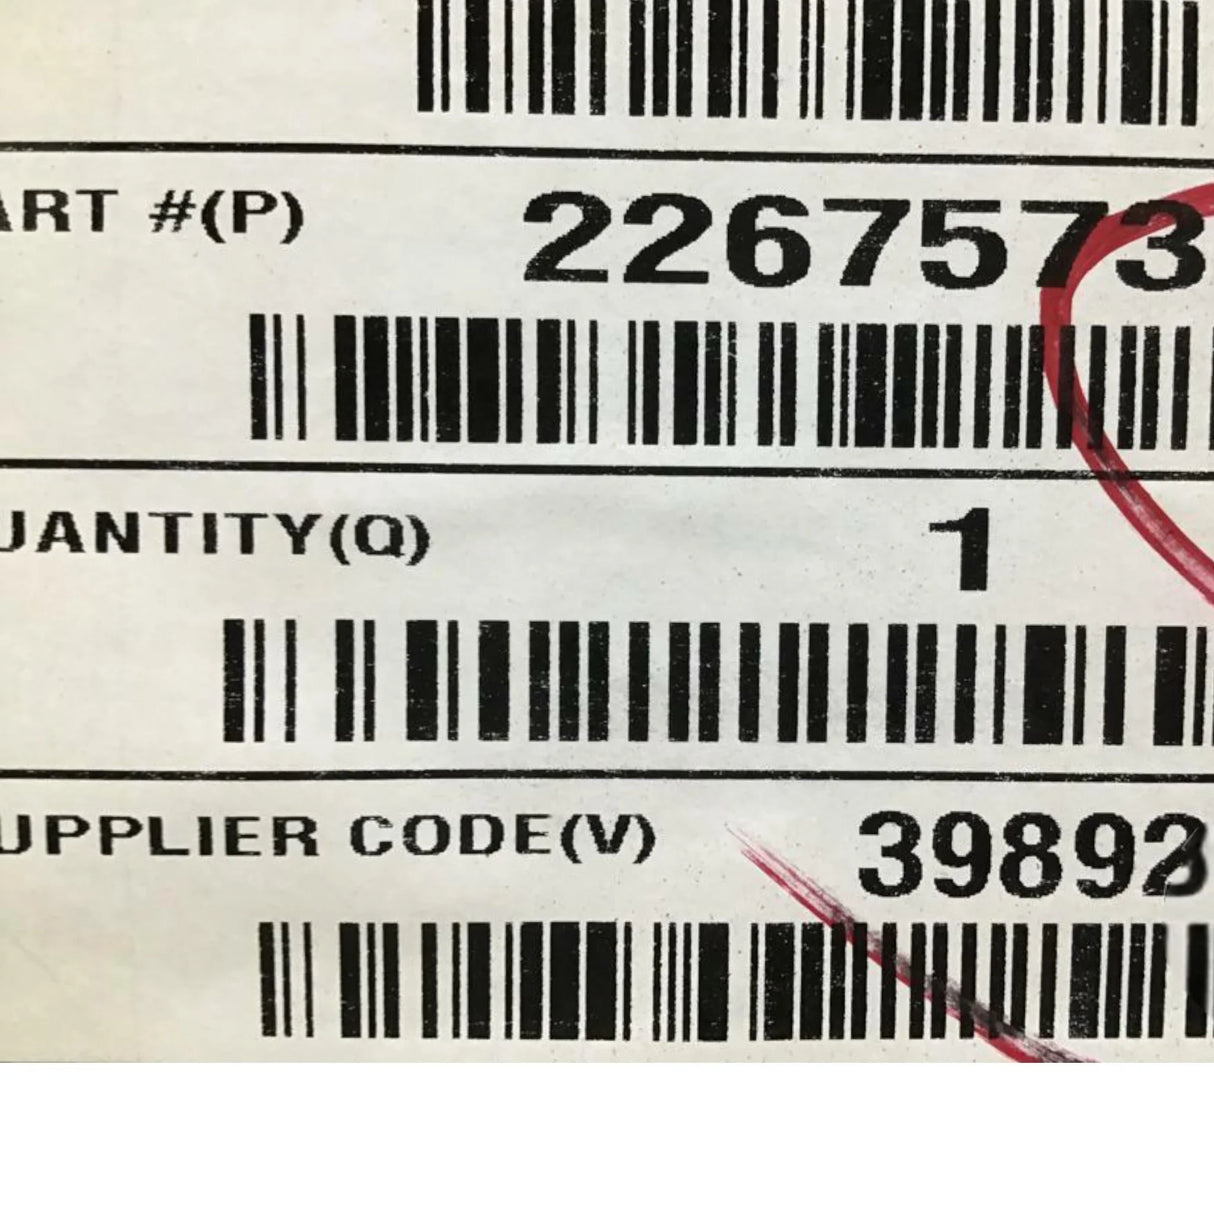 ART #(P) 2267573
UANTITY(Q) 1
UPPLIER CODE(V) 3989